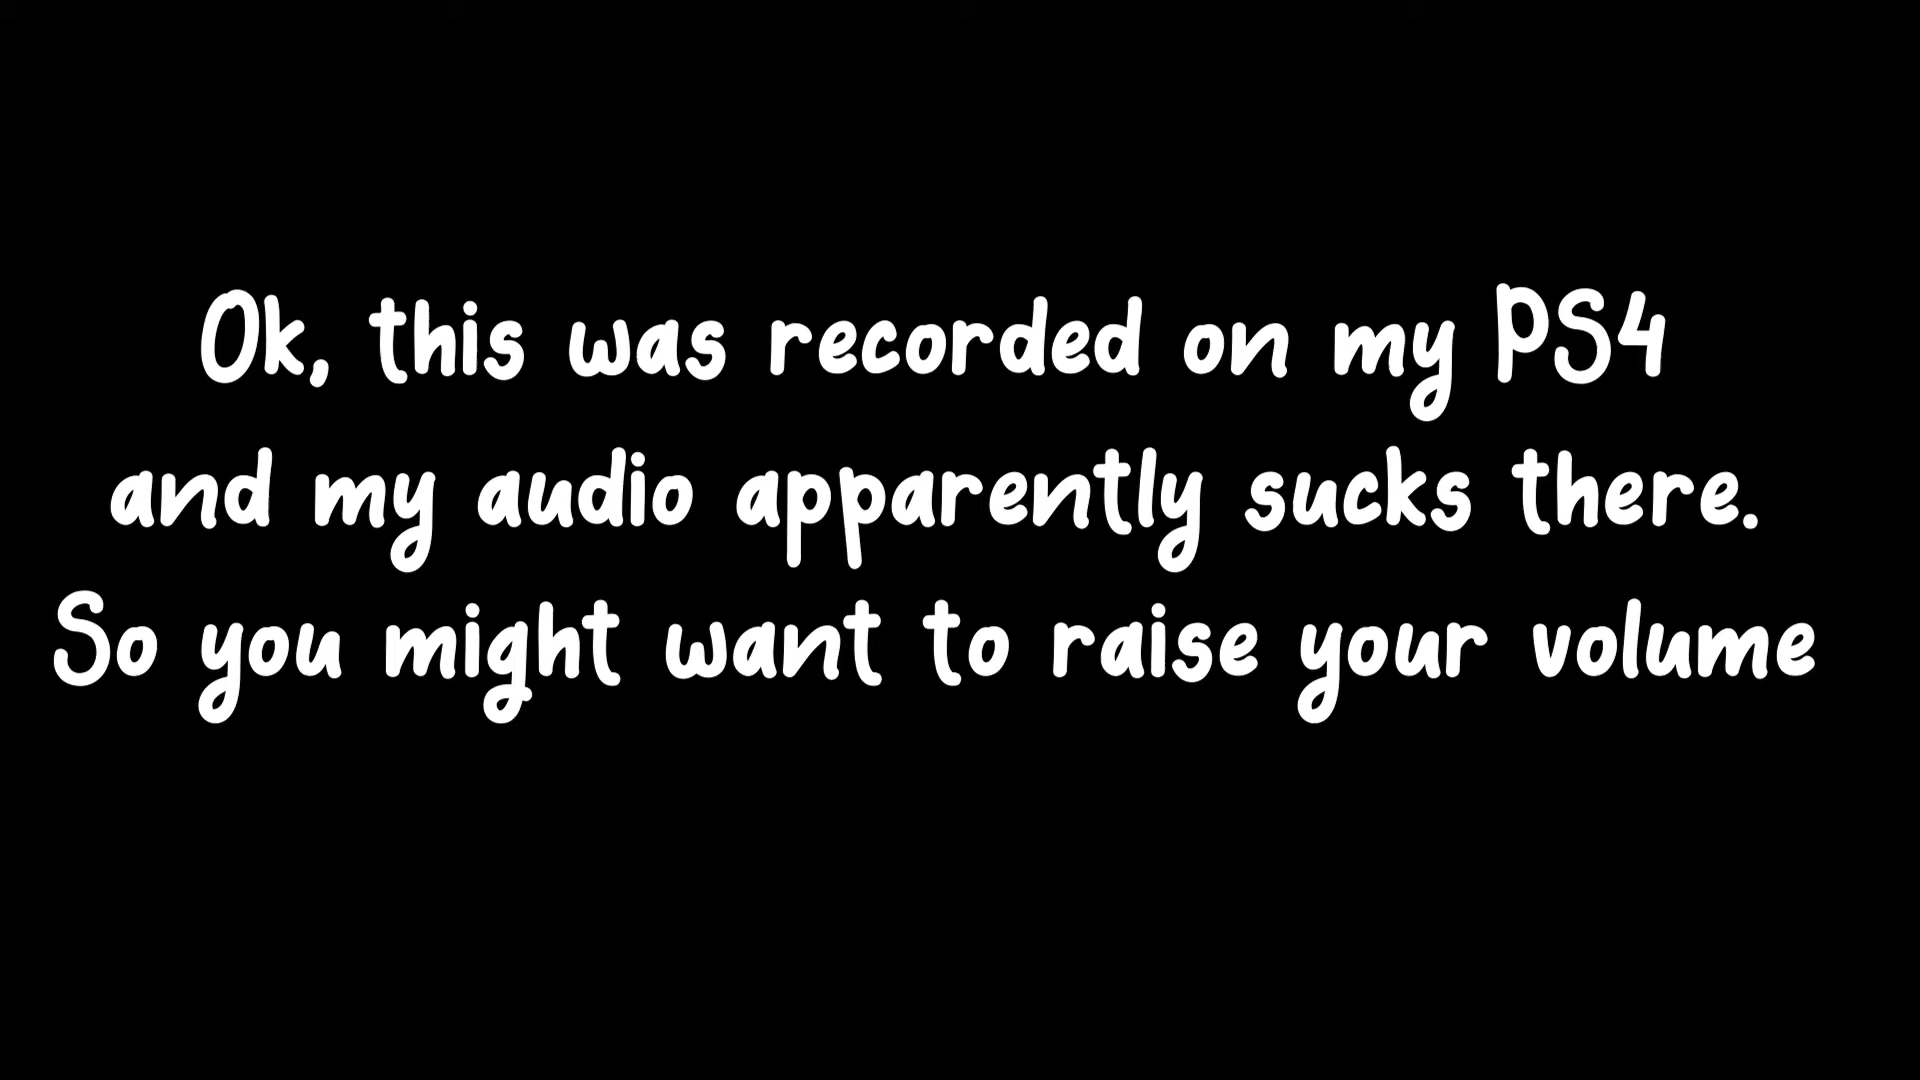 Ok, this was recorded on my PS4
and my audio apparently sucks there.
So you might want to raise your volume